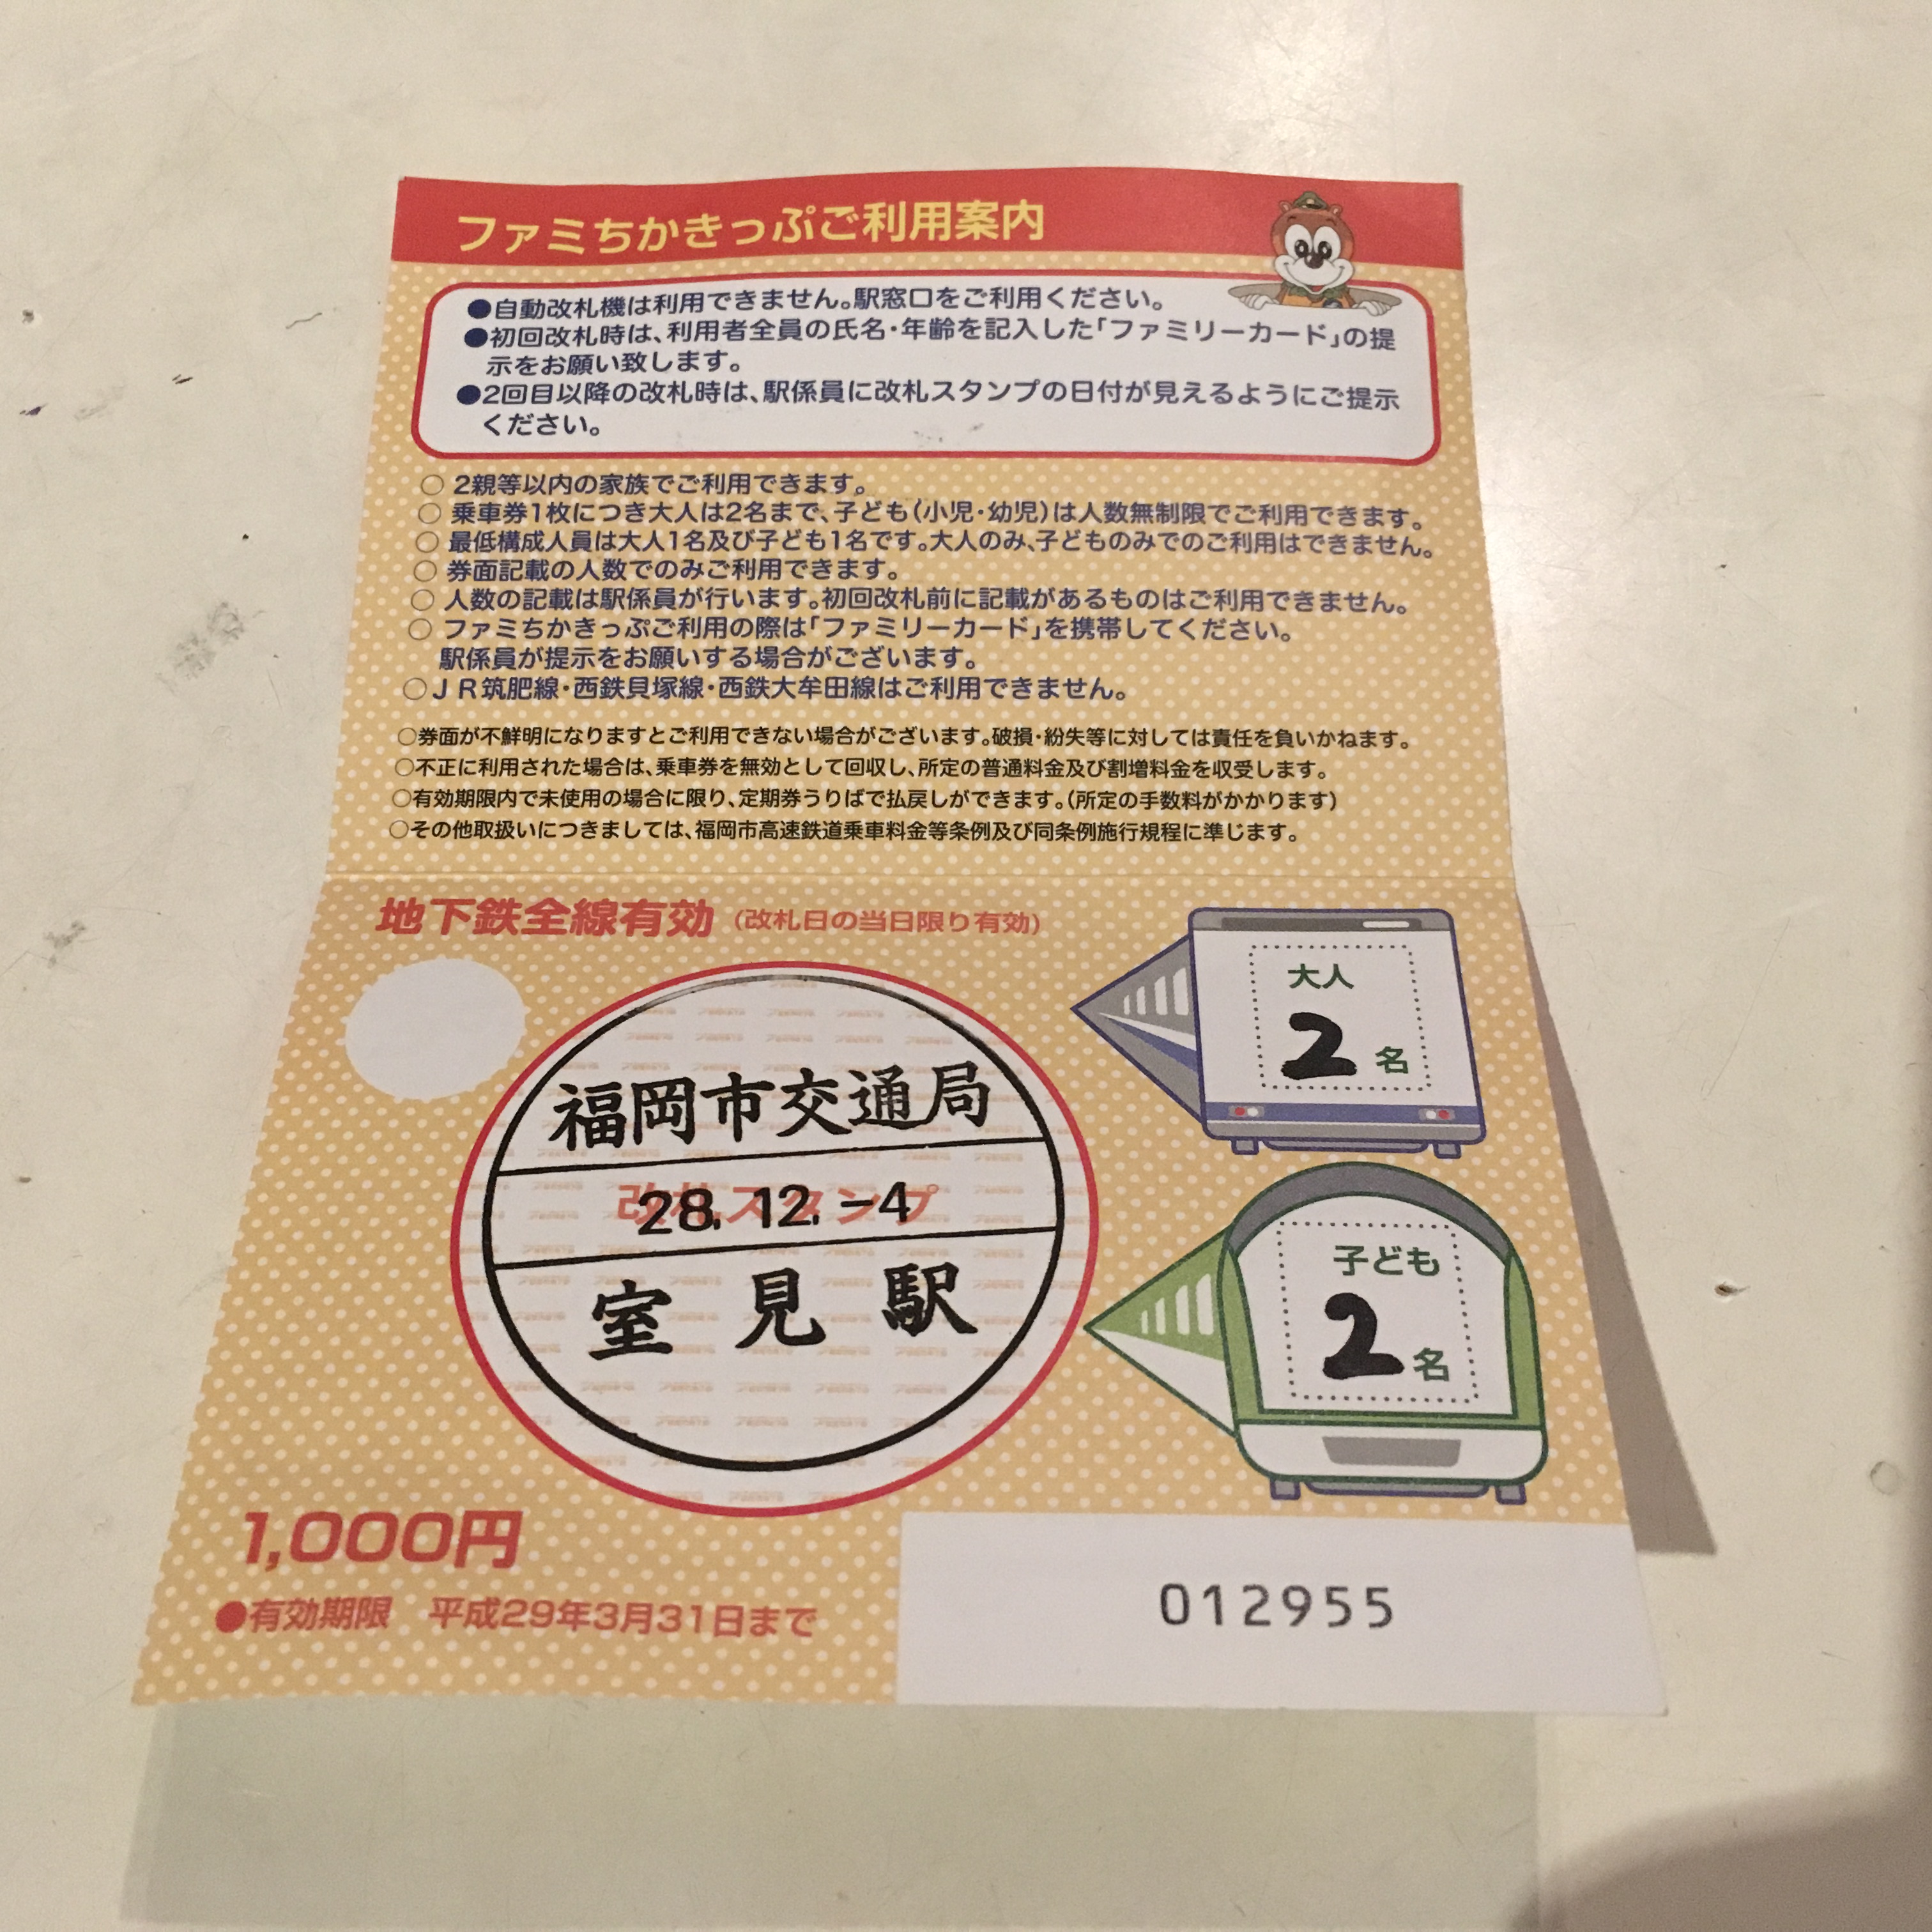 ファミちかきっぷご利用案内
●自動改札機は利用できません。駅窓口をご利用ください。
●初回改札時は、利用者全員の氏名・年齢を記入した「ファミリーカード」の提
示をお願い致します。
●2回目以降の改札時は、駅係員に改札スタンプの日付が見えるようにご提示
ください。
○ 2親等以内の家族でご利用できます。
○ 乗車券1枚につき大人は2名まで、子ども(小児・幼児)は人数無制限でご利用できます。
○ 最低構成人員は大人1名及び子ども1名です。大人のみ、子どものみでのご利用はできません。
○ 券面記載の人数でのみご利用できます。
○ 人数の記載は駅係員が行います。初回改札前に記載があるものはご利用できません。
○ ファミちかきっぷご利用の際は「ファミリーカード」を携帯してください。
駅係員が提示をお願いする場合がございます。
○JR筑肥線・西鉄貝塚線・西鉄大牟田線はご利用できません。
○券面が不鮮明になりますとご利用できない場合がございます。破損・紛失等に対しては責任を負いかねます。
○不正に利用された場合は、乗車券を無効として回収し、所定の普通料金及び割増料金を収受します。
○有効期限内で未使用の場合に限り、定期券うりばで払戻しができます。(所定の手数料がかかります)
○その他取扱いにつきましては、福岡市高速鉄道乗車料金等条例及び同条例施行規程に準じます。
地下鉄全線有効 (改札日の当日限り有効)
大人
2名
福岡市交通局
改札スタンプ
28.12.-4
室見駅
子ども
2名
1,000円
●有効期限 平成29年3月31日まで
012955